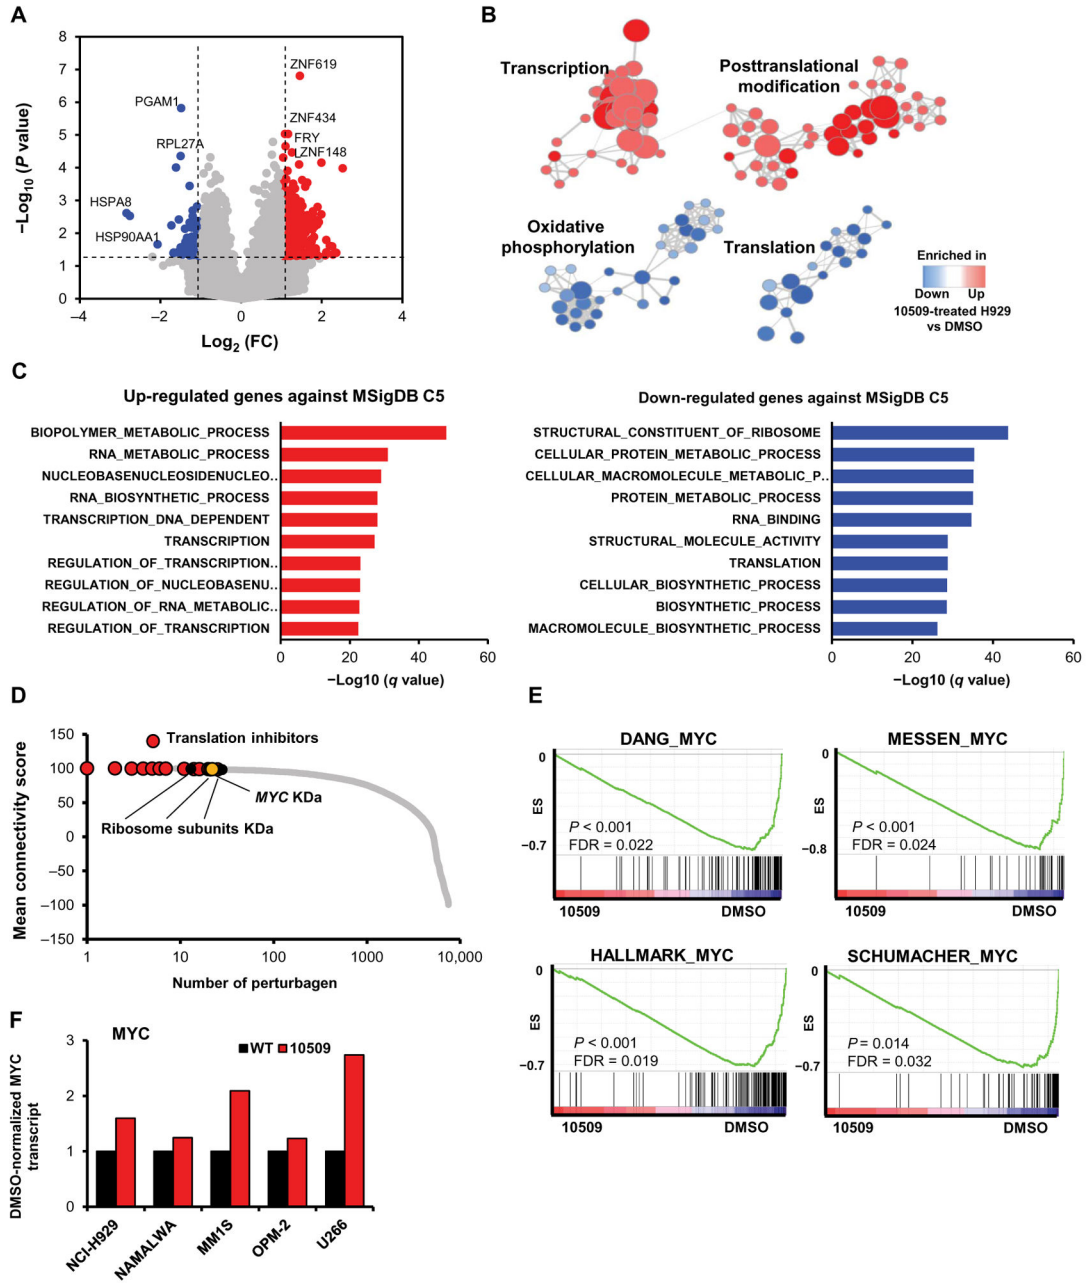 A
8
7
6
5
4
3
2
1
0
−4
−2
0
2
4
−Log10 (P value)
Log2 (FC)
ZNF619
PGAM1
ZNF434
FRY
RPL27A
ZNF148
HSPA8
HSP90AA1
B
Transcription
Posttranslational
modification
Oxidative
phosphorylation
Translation
Enriched in
Down Up
10509-treated H929
vs DMSO
C
Up-regulated genes against MSigDB C5
BIOPOLYMER_METABOLIC_PROCESS
RNA_METABOLIC_PROCESS
NUCLEOBASENUCLEOSIDENUCLEO..
RNA_BIOSYNTHETIC_PROCESS
TRANSCRIPTION_DNA_DEPENDENT
TRANSCRIPTION
REGULATION_OF_TRANSCRIPTION..
REGULATION_OF_NUCLEOBASENU..
REGULATION_OF_RNA_METABOLIC..
REGULATION_OF_TRANSCRIPTION
0 20 40 60
−Log10 (q value)
Down-regulated genes against MSigDB C5
STRUCTURAL_CONSTITUENT_OF_RIBOSOME
CELLULAR_PROTEIN_METABOLIC_PROCESS
CELLULAR_MACROMOLECULE_METABOLIC_P..
PROTEIN_METABOLIC_PROCESS
RNA_BINDING
STRUCTURAL_MOLECULE_ACTIVITY
TRANSLATION
CELLULAR_BIOSYNTHETIC_PROCESS
BIOSYNTHETIC_PROCESS
MACROMOLECULE_BIOSYNTHETIC_PROCESS
0 20 40 60
−Log10 (q value)
D
Mean connectivity score
150
100
50
0
−50
−100
−150
Translation inhibitors
MYC KDa
Ribosome subunits KDa
1 10 100 1000 10,000
Number of perturbagen
E
DANG_MYC
0
ES
−0.7
P < 0.001
FDR = 0.022
10509 DMSO
MESSEN_MYC
0
ES
−0.8
P < 0.001
FDR = 0.024
10509 DMSO
HALLMARK_MYC
0
ES
−0.7
P < 0.001
FDR = 0.019
10509 DMSO
SCHUMACHER_MYC
0
ES
−0.7
P = 0.014
FDR = 0.032
10509 DMSO
F
MYC
WT 10509
DMSO-normalized MYC
transcript
3
2
1
0
NCI-H929
NAMALWA
MM1S
OPM-2
U266